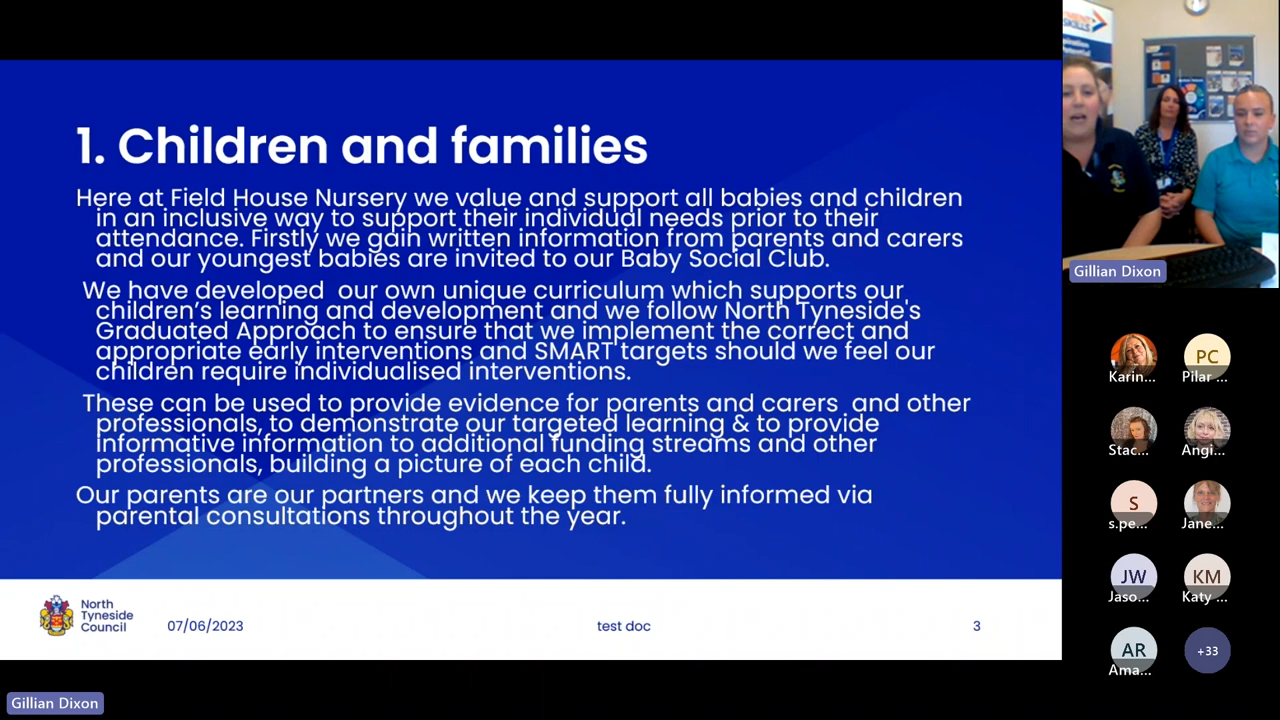 1. Children and families
Here at Field House Nursery we value and support all babies and children
in an inclusive way to support their individual needs prior to their
attendance. Firstly we gain written information from parents and carers
and our youngest babies are invited to our Baby Social Club.
We have developed  our own unique curriculum which supports our
children's learning and development and we follow North Tyneside's
Graduated Approach to ensure that we implement the correct and
appropriate early interventions and SMART targets should we feel our
children require individualised interventions.
These can be used to provide evidence for parents and carers  and other
professionals, to demonstrate our targeted learning & to provide
informative information to additional funding streams and other
professionals, building a picture of each child.
Our parents are our partners and we keep them fully informed via
parental consultations throughout the year.
North
Tyneside
Council
07/06/2023
test doc
3
Gillian Dixon
SKILLS
Gillian Dixon
Karin...
PC
Pilar ...
Stac...
Angi...
S
s.pe...
Jane...
JW
Jaso...
KM
Katy ...
AR
Ama...
+33